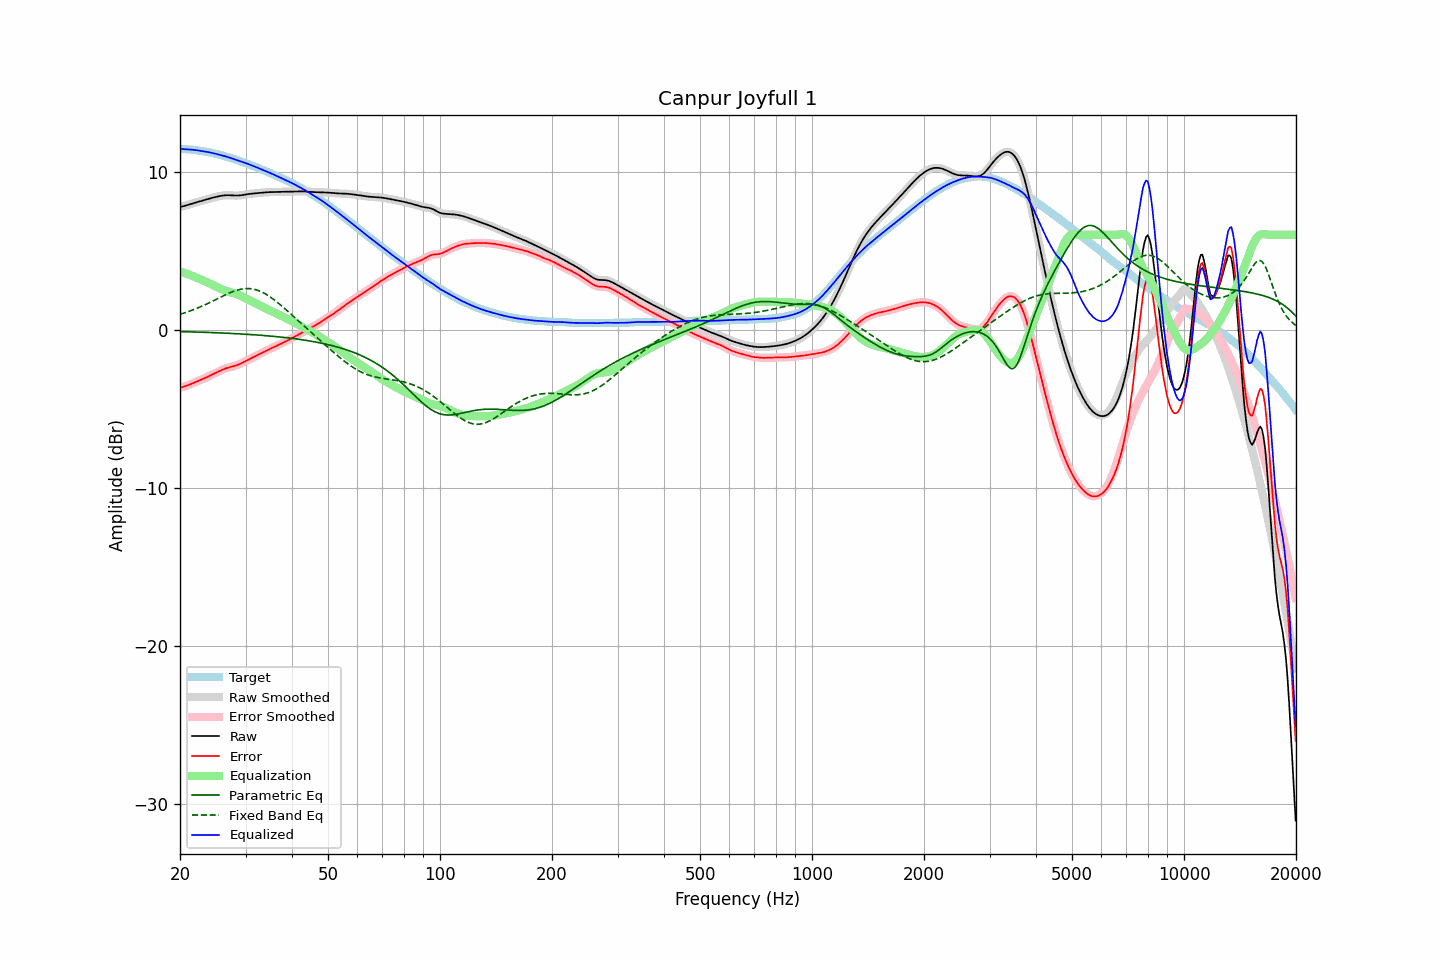 Canpur Joyfull 1
Amplitude (dBr)
10
0
−10
−20
−30
Target
Raw Smoothed
Error Smoothed
Raw
Error
Equalization
Parametric Eq
Fixed Band Eq
Equalized
20 50 100 200 500 1000 2000 5000 10000 20000
Frequency (Hz)